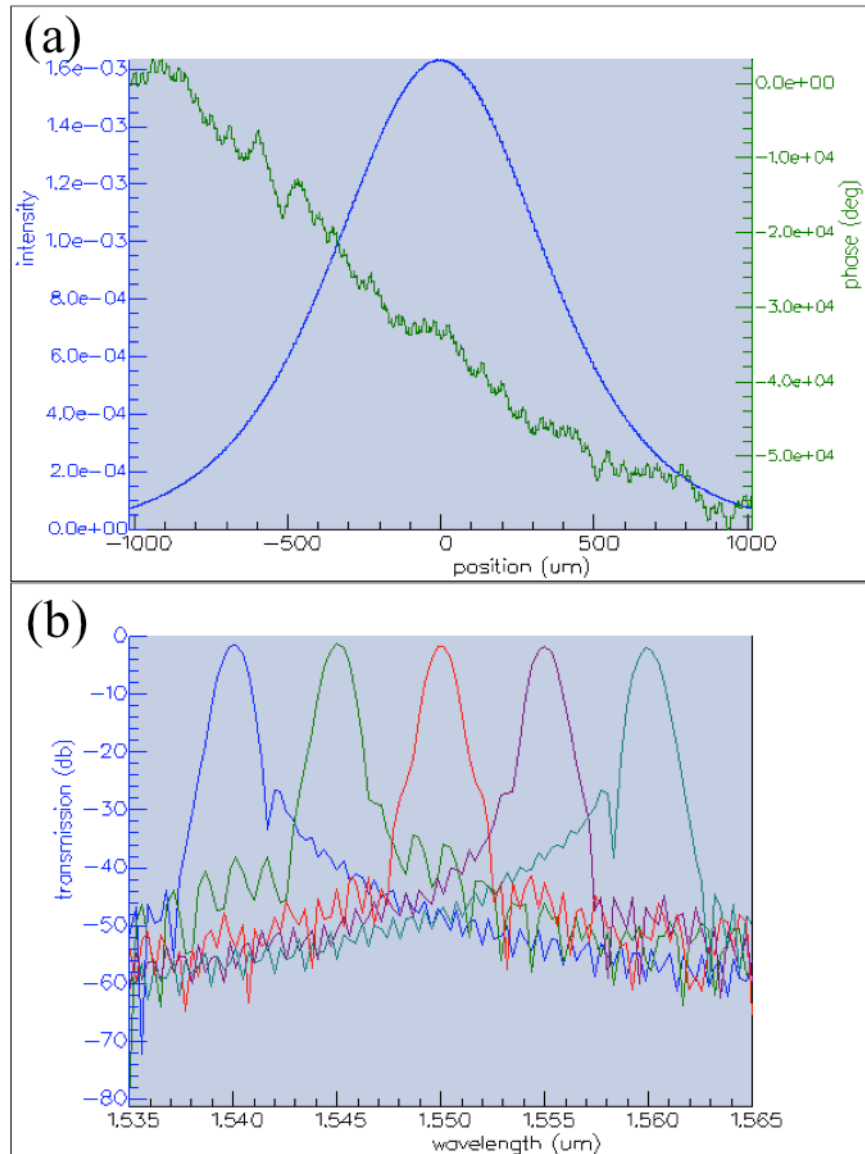 (a)
1.6e-03
1.4e-03
1.2e-03
1.0e-03
8.0e-04
6.0e-04
4.0e-04
2.0e-04
0.0e+00
intensity
0.0e+00
-1.0e+04
-2.0e+04
-3.0e+04
-4.0e+04
-5.0e+04
phase (deg)
-1000 -500 0 500 1000
position (um)
(b)
0
-10
-20
-30
-40
-50
-60
-70
-80
transmission (db)
1.535 1.540 1.545 1.550 1.555 1.560 1.565
wavelength (um)